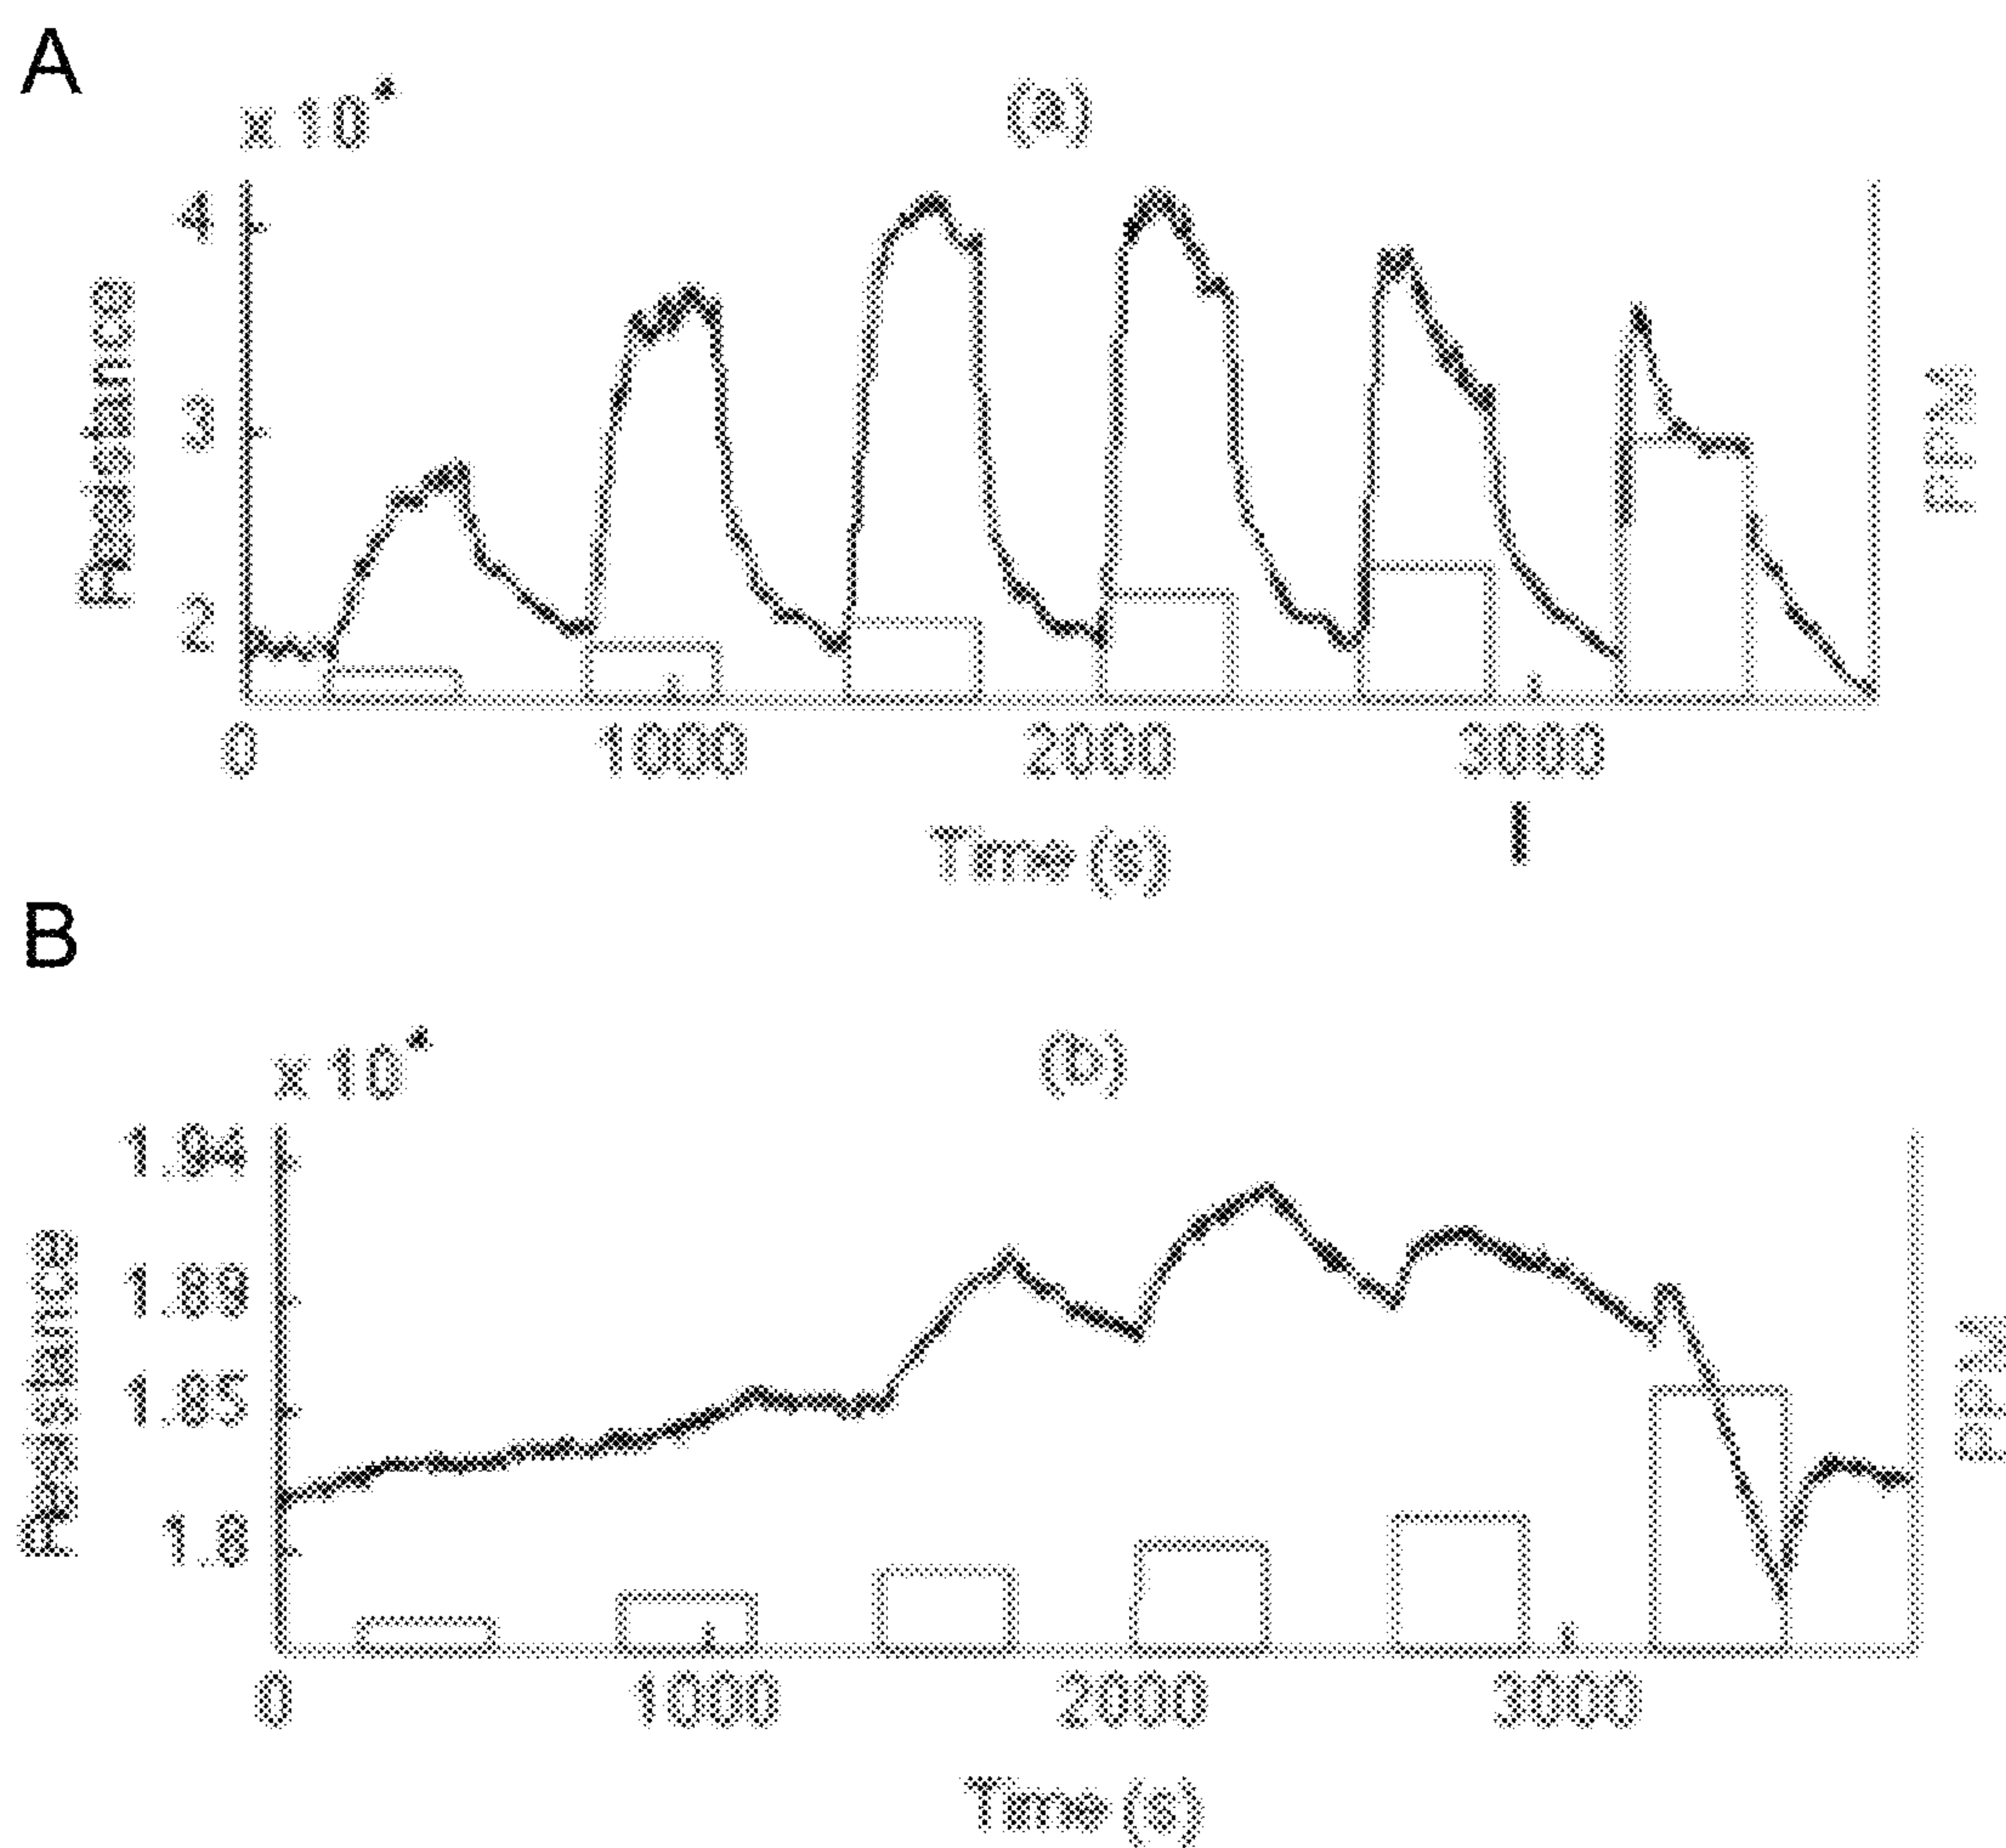 A
x 10⁴
(a)
4
3
2
Resistance
PPM
0 1000 2000 3000
Time (s)
B
x 10⁴
(b)
1.94
1.89
1.85
1.8
Resistance
PPM
0 1000 2000 3000
Time (s)